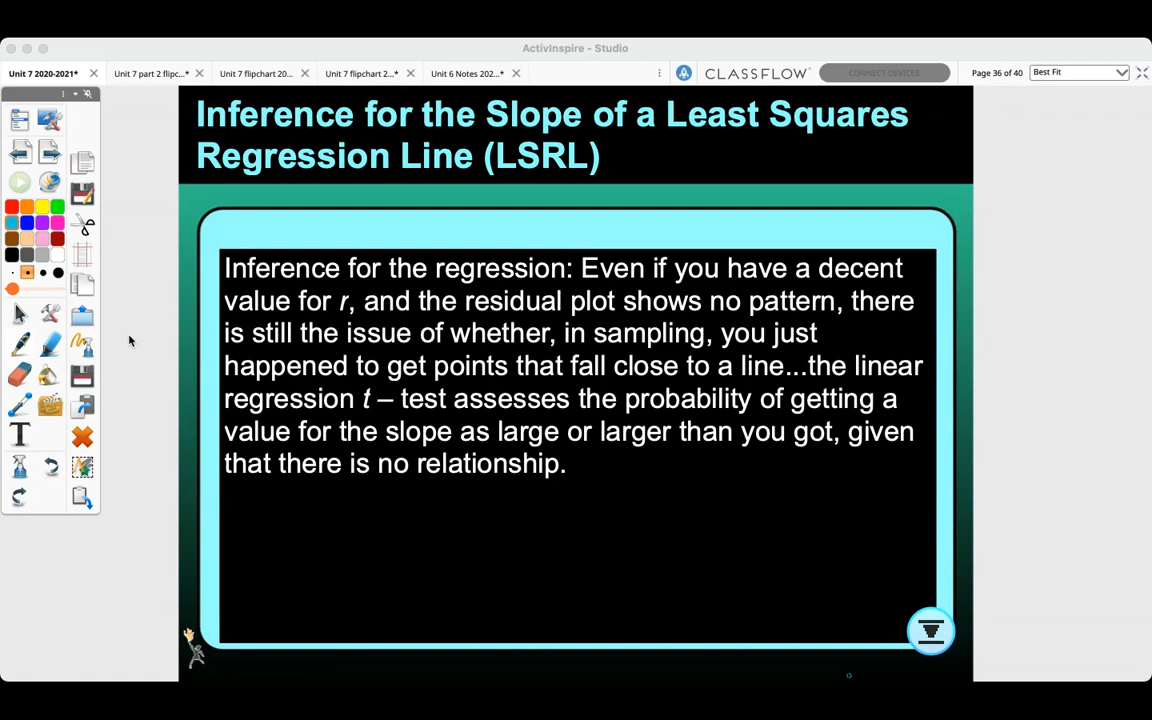 ActivInspire - Studio
Unit 7 2020-2021*
Unit 7 part 2 flipc...*
Unit 7 flipchart 20...
Unit 7 flipchart 2...*
Unit 6 Notes 202...*
CLASSFLOW
CONNECT DEVICES
Page 36 of 40
Best Fit
Inference for the Slope of a Least Squares
Regression Line (LSRL)
Inference for the regression: Even if you have a decent
value for r, and the residual plot shows no pattern, there
is still the issue of whether, in sampling, you just
happened to get points that fall close to a line...the linear
regression t – test assesses the probability of getting a
value for the slope as large or larger than you got, given
that there is no relationship.